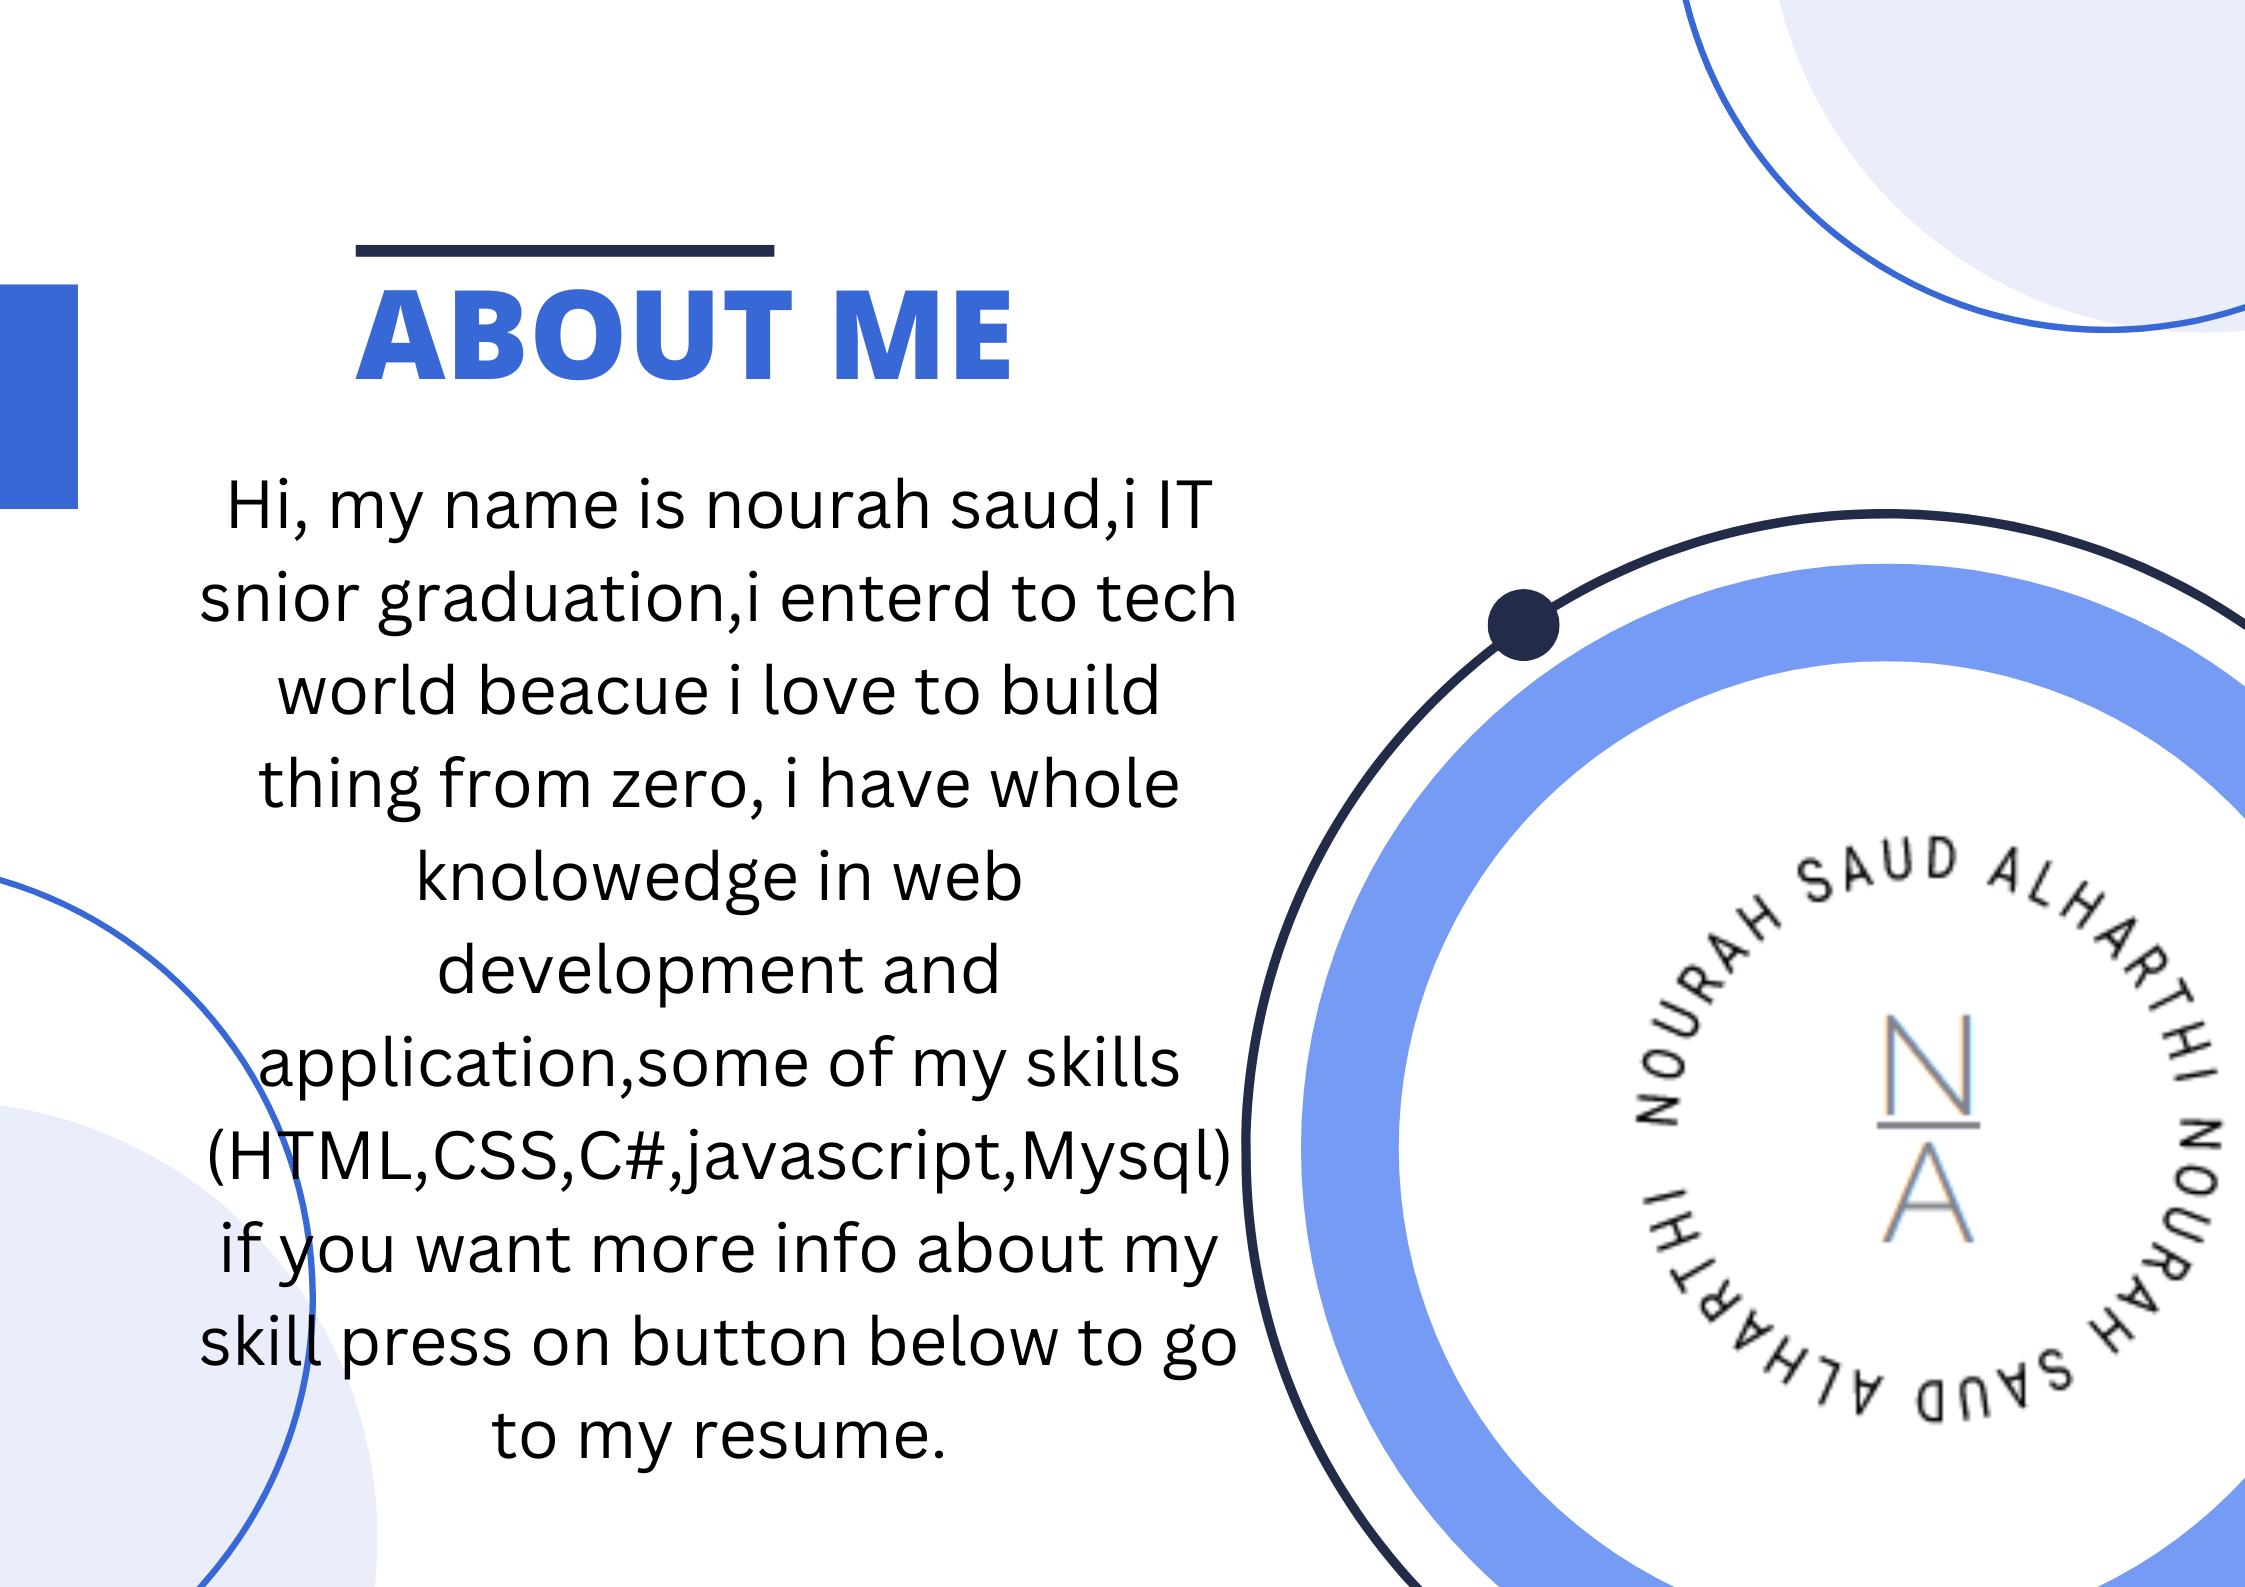 ABOUT ME
Hi, my name is nourah saud,i IT
snior graduation,i enterd to tech
world beacue i love to build
thing from zero, i have whole
knolowedge in web
development and
application,some of my skills
(HTML,CSS,C#,javascript,Mysql)
if you want more info about my
skill press on button below to go
to my resume.
NOURAH SAUD ALHARTHI NOURAH SAUD ALHARTHI
N
A